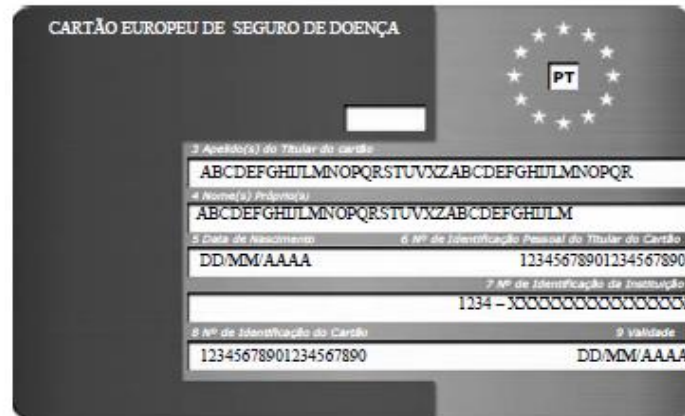 CARTÃO EUROPEU DE SEGURO DE DOENÇA
PT
3 Apelido(s) do Titular do cartão
ABCDEFGHIJLMNOPQRSTUVXZABCDEFGHIJLMNOPQR
4 Nome(s) Próprio(s)
ABCDEFGHIJLMNOPQRSTUVXZABCDEFGHIJLM
5 Data de Nascimento 6 Nº de Identificação Pessoal do Titular do Cartão
DD/MM/AAAA 12345678901234567890
7 Nº de Identificação da Instituição
1234 – XXXXXXXXXXXXXXXX
8 Nº de Identificação do Cartão 9 Validade
12345678901234567890 DD/MM/AAAA